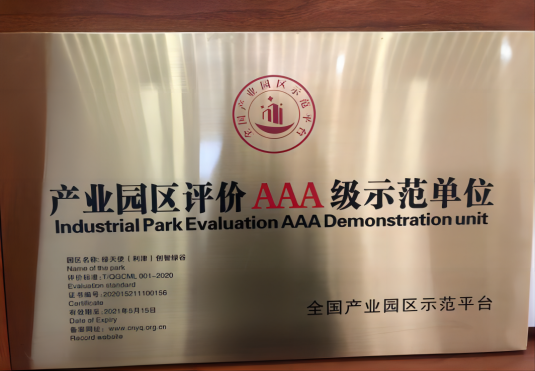 全国产业园区示范平台
产业园区评价AAA级示范单位
Industrial Park Evaluation AAA Demonstration unit
园区名称: 接天使（利津）创智绿谷
Name of the park
评价标准: T/QGCML 001-2020
Evaluation standard
证书编号: 202015211100156
Certificate
有效期至: 2021年5月15日
Date of Expiry
备案网址: www.cnyq.org.cn
Record website
全国产业园区示范平台